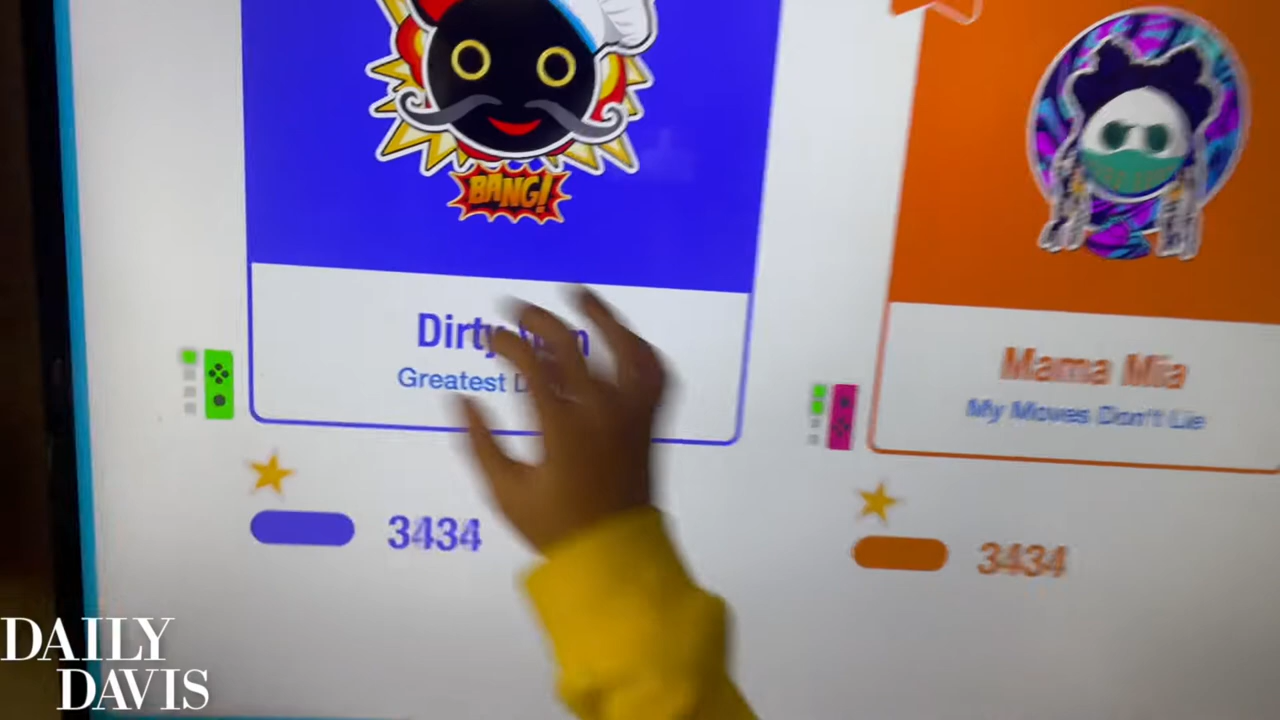 BANG!
Dirty
Greatest
Mama Mia
My Moves Don't Lie
3434
3434
DAILY
DAVIS